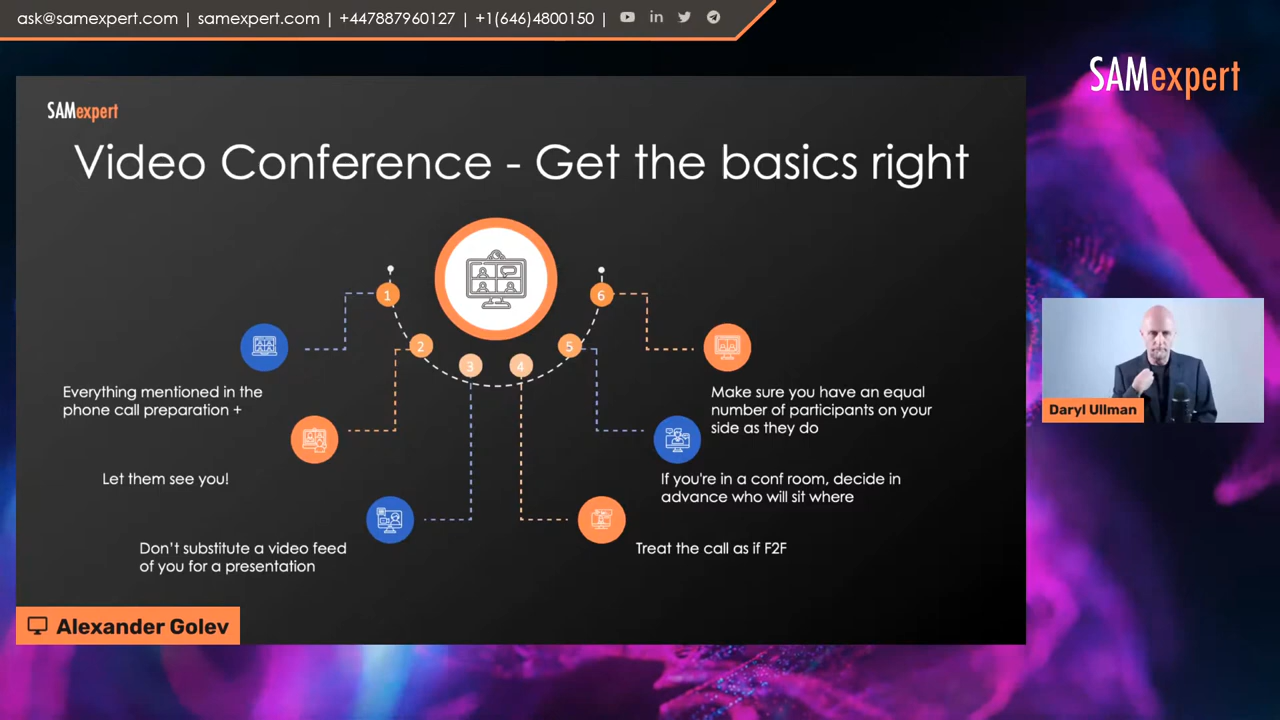 ask@samexpert.com | samexpert.com | +447887960127 | +1(646)4800150 |
SAMexpert
SAMexpert
Video Conference - Get the basics right
1
6
2
5
3
4
Everything mentioned in the
phone call preparation +
Make sure you have an equal
number of participants on your
side as they do
Let them see you!
If you're in a conf room, decide in
advance who will sit where
Don't substitute a video feed
of you for a presentation
Treat the call as if F2F
Daryl Ullman
Alexander Golev